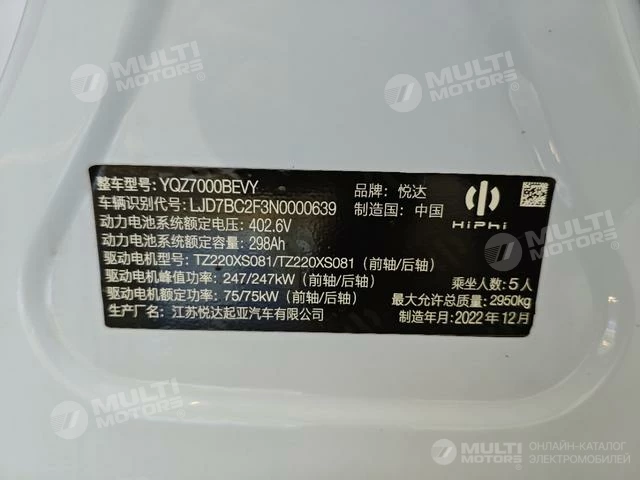 MULTI
MOTORS
MULTI
MOTORS
整车型号: YQZ7000BEVY
品牌: 悦达
车辆识别代号: LJD7BC2F3N0000639
制造国: 中国
HiPhi
动力电池系统额定电压: 402.6V
动力电池系统额定容量: 298Ah
驱动电机型号: TZ220XS081/TZ220XS081 (前轴/后轴)
驱动电机峰值功率: 247/247kW (前轴/后轴)
乘坐人数: 5人
驱动电机额定功率: 75/75kW (前轴/后轴)
最大允许总质量: 2950kg
生产厂名: 江苏悦达起亚汽车有限公司
制造年月: 2022年12月
MULTI
MOTORS
MULTI
MOTORS
MULTI
MOTORS
ОНЛАЙН-КАТАЛОГ
ЭЛЕКТРОМОБИЛЕЙ